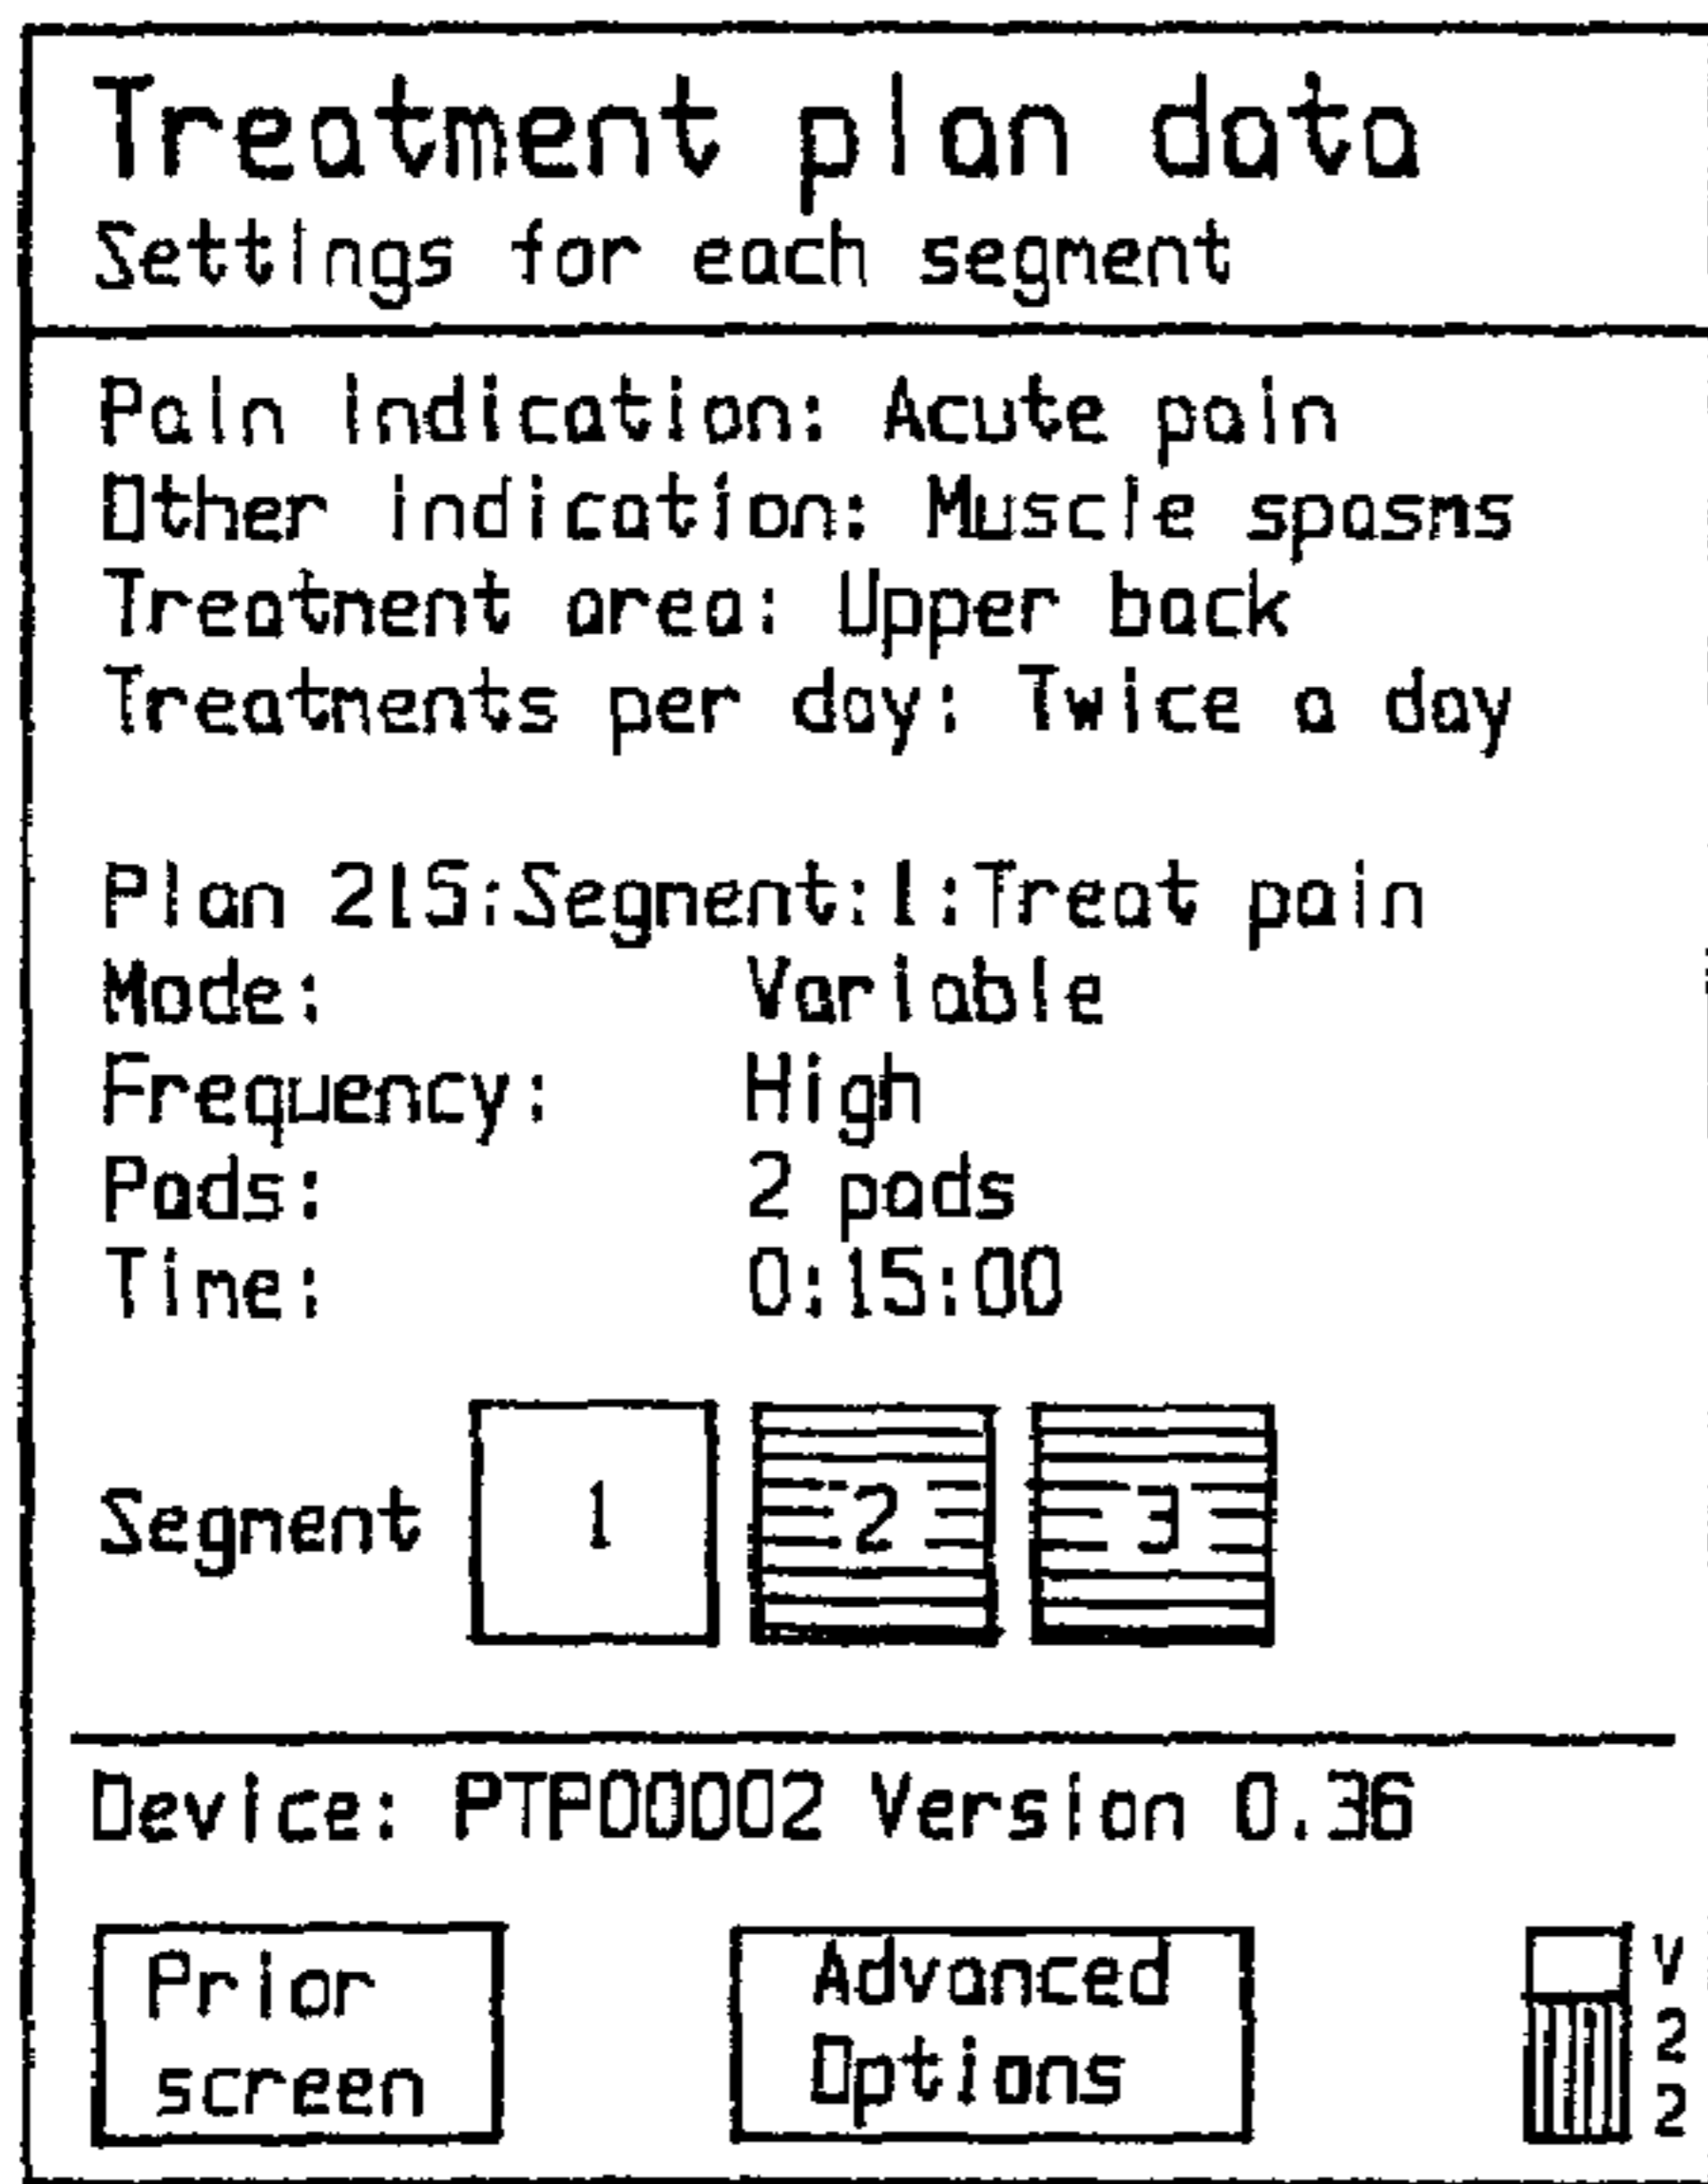 Treatment plan data
Settings for each segment
Pain indication: Acute pain
Other indication: Muscle spasms
Treatment area: Upper back
Treatments per day: Twice a day
Plan 215:Segment:1:Treat pain
Mode: Variable
Frequency: High
Pads: 2 pads
Time: 0:15:00
Segment 1 2 3
Device: PTP00002 Version 0.36
Prior
screen
Advanced
Options
V
2
2